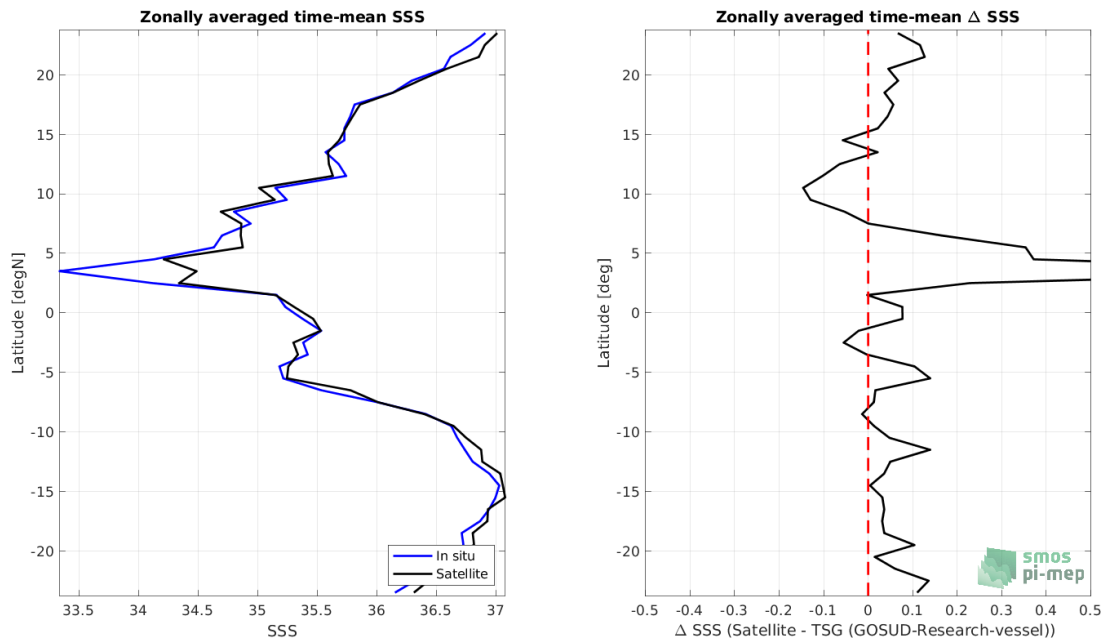 Zonally averaged time-mean SSS
20
15
10
5
0
-5
-10
-15
-20
Latitude [degN]
33.5 34 34.5 35 35.5 36 36.5 37
SSS
In situ
Satellite
Zonally averaged time-mean Δ SSS
20
15
10
5
0
-5
-10
-15
-20
Latitude [deg]
-0.5 -0.4 -0.3 -0.2 -0.1 0 0.1 0.2 0.3 0.4 0.5
Δ SSS (Satellite - TSG (GOSUD-Research-vessel))
smos
pi-mep